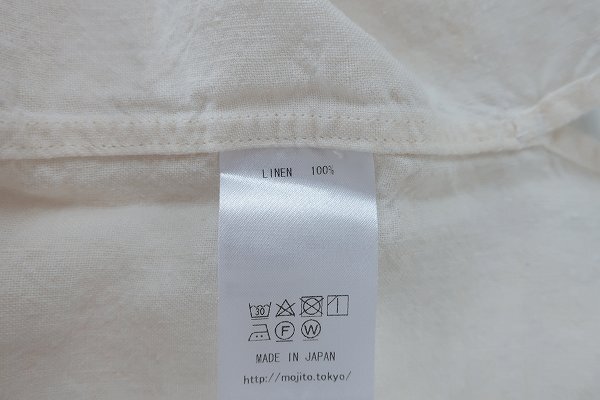 LINEN 100%
30
F W
MADE IN JAPAN
http://mojito.tokyo/